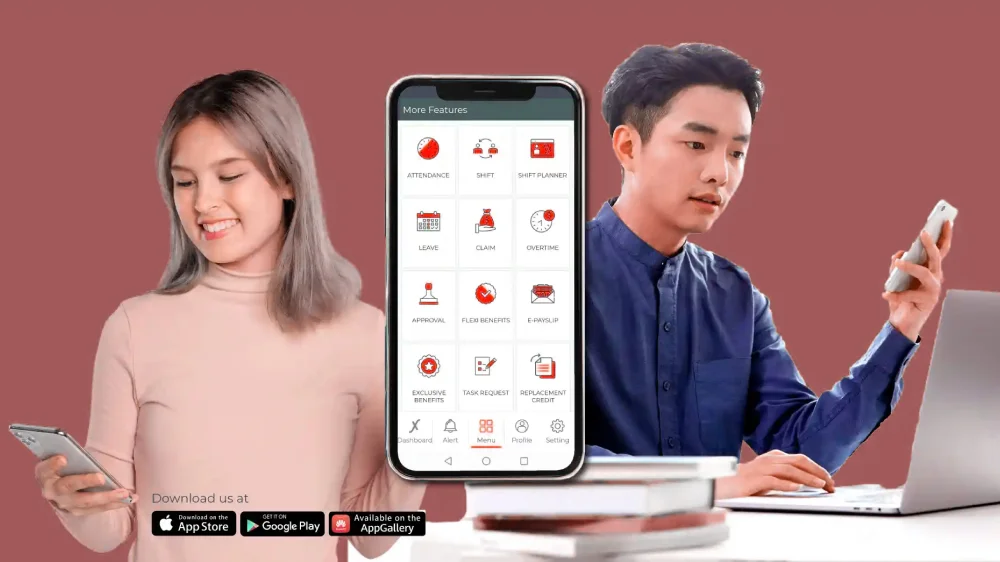 More Features
ATTENDANCE
SHIFT
SHIFT PLANNER
LEAVE
CLAIM
OVERTIME
APPROVAL
FLEXI BENEFITS
E-PAYSLIP
EXCLUSIVE
BENEFITS
TASK REQUEST
REPLACEMENT
CREDIT
Dashboard
Alert
Menu
Profile
Setting
Download us at
Download on the
App Store
GET IT ON
Google Play
Available on the
AppGallery